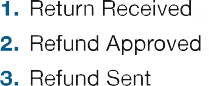 1. Return Received
2. Refund Approved
3. Refund Sent